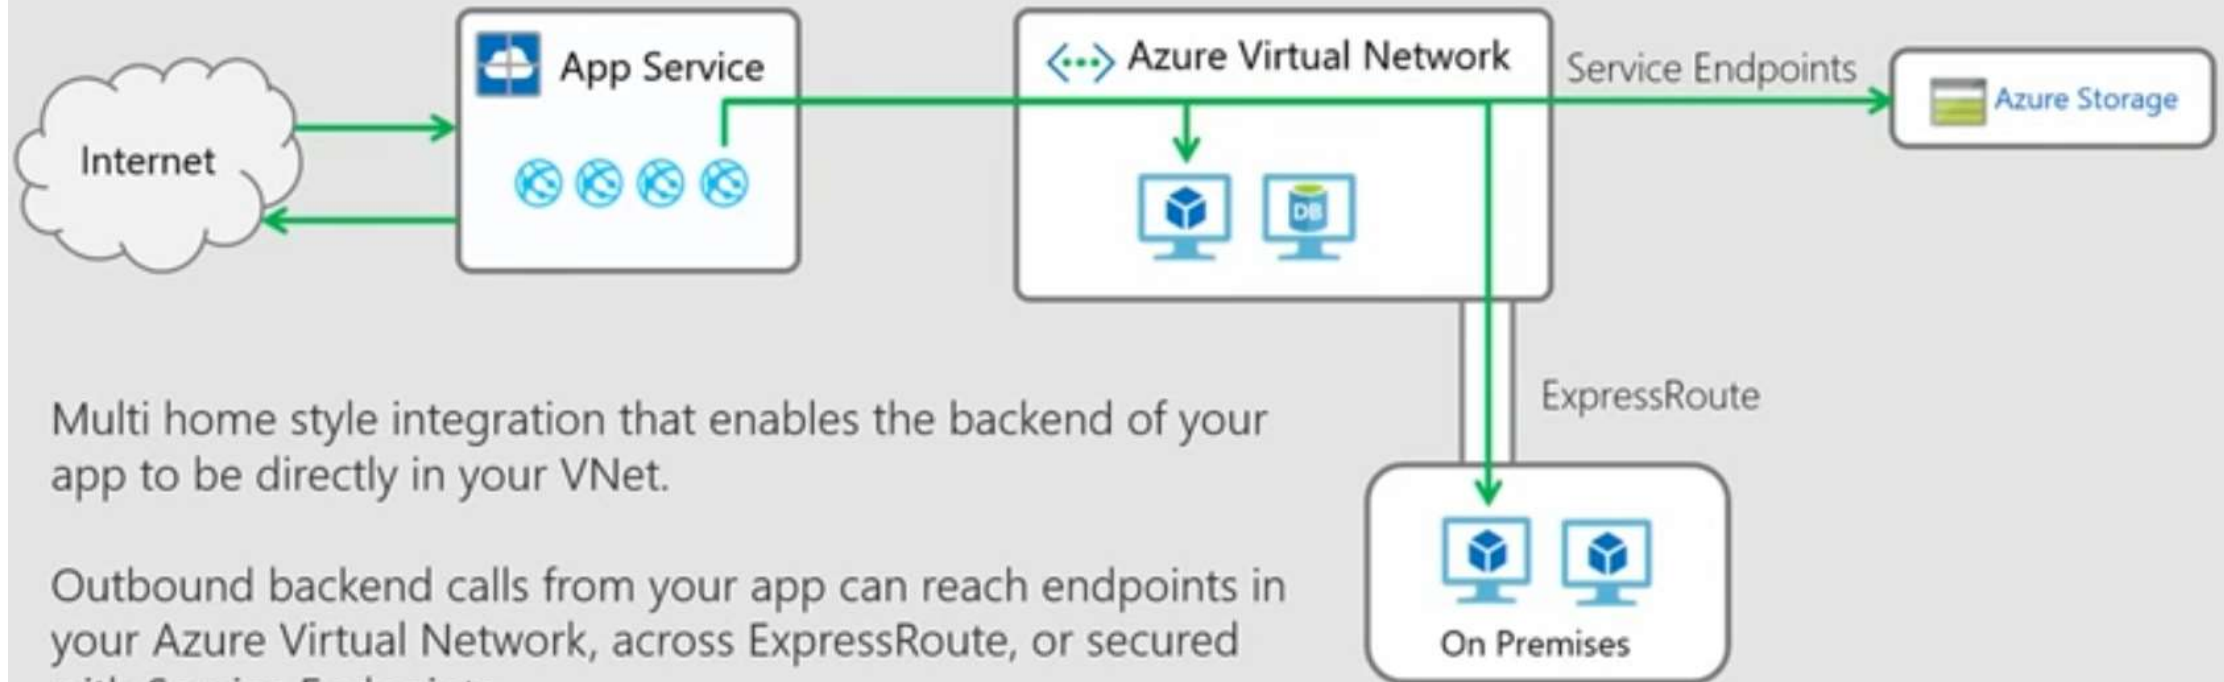 App Service
Azure Virtual Network
Service Endpoints
Azure Storage
Internet
DB
ExpressRoute
Multi home style integration that enables the backend of your
app to be directly in your VNet.
Outbound backend calls from your app can reach endpoints in
your Azure Virtual Network, across ExpressRoute, or secured
On Premises